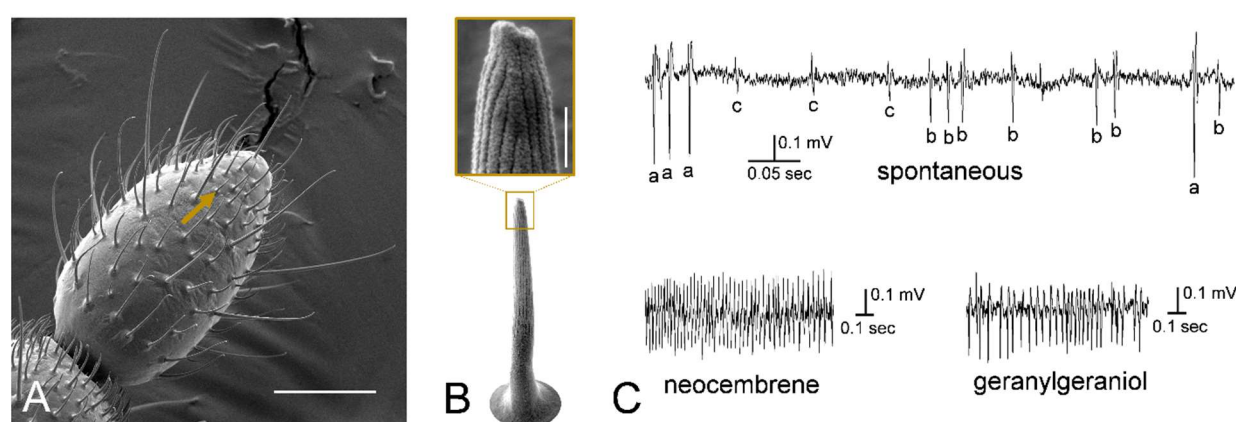 A
B
C
a
a
a
c
c
c
b
b
b
b
b
b
a
b
0.1 mV
0.05 sec
spontaneous
0.1 mV
0.1 sec
neocembrene
0.1 mV
0.1 sec
geranylgeraniol